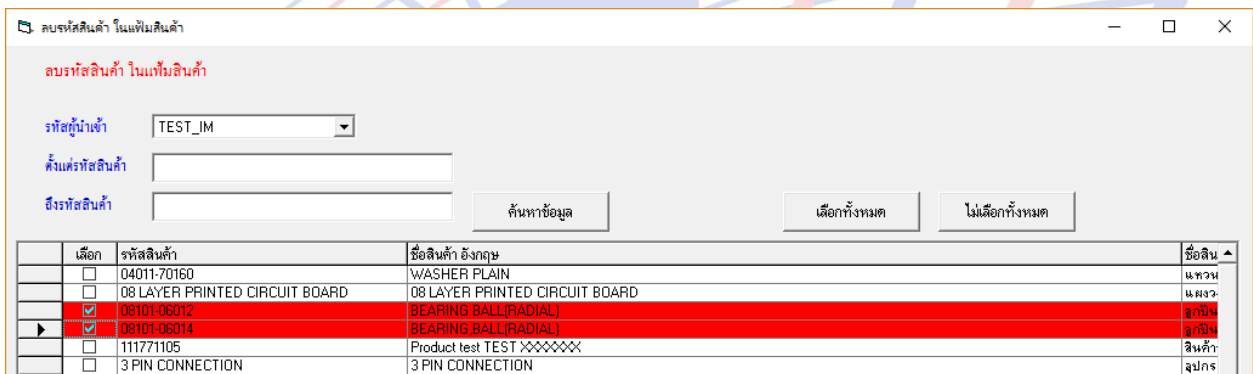 ลบรหัสสินค้า ในแฟ้มสินค้า
ลบรหัสสินค้า ในแฟ้มสินค้า
รหัสผู้นำเข้า TEST_IM
ตั้งแต่รหัสสินค้า
ถึงรหัสสินค้า ค้นหาข้อมูล เลือกทั้งหมด ไม่เลือกทั้งหมด
เลือก รหัสสินค้า ชื่อสินค้า อังกฤษ ชื่อสิน
04011-70160 WASHER PLAIN แหวน
08 LAYER PRINTED CIRCUIT BOARD 08 LAYER PRINTED CIRCUIT BOARD แผงว
08101-06012 BEARING BALL(RADIAL) ลูกปืน
08101-06014 BEARING,BALL(RADIAL) ลูกปืน
111771105 Product test TEST XXXXXXX สินค้า
3 PIN CONNECTION 3 PIN CONNECTION อุปกร